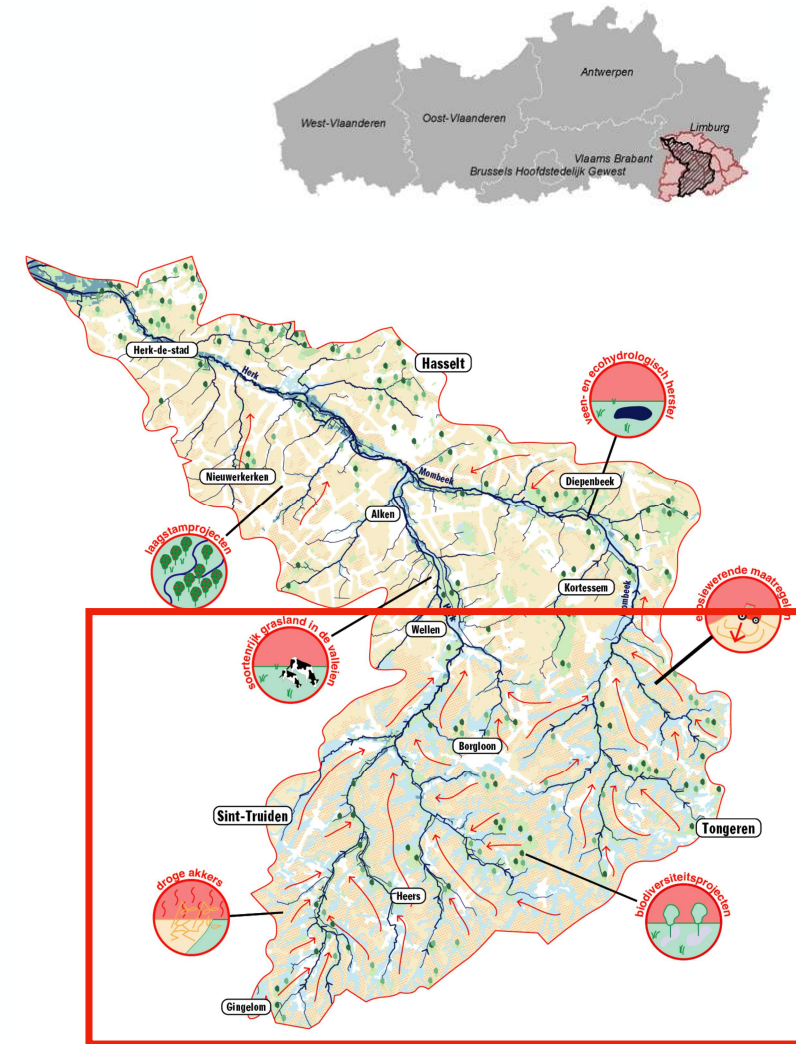 Antwerpen
West-Vlaanderen
Oost-Vlaanderen
Limburg
Vlaams Brabant
Brussels Hoofdstedelijk Gewest
Herk-de-stad
Hasselt
Herk
veen- en ecohydrologisch herstel
Nieuwerkerken
Mombeek
Diepenbeek
Alken
laagstamprojecten
Kortessen
Mombeek
erosiewerende maatregelen
Wellen
soortenrijk grasland in de valleien
Borgloon
Sint-Truiden
Tongeren
droge akkers
Heers
biodiversiteitsprojecten
Gingelom